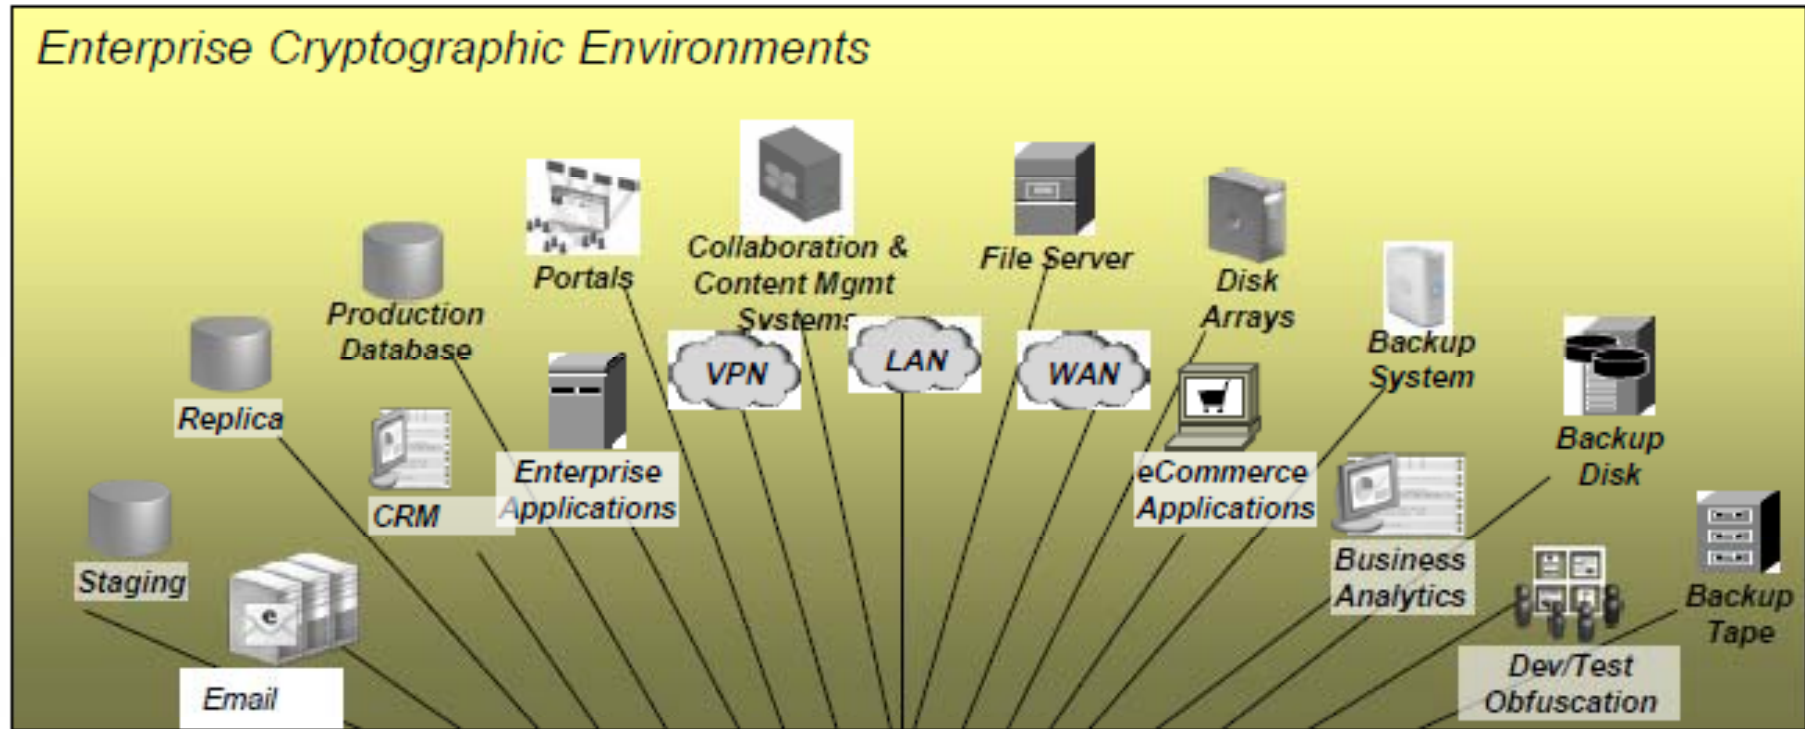 Enterprise Cryptographic Environments
Portals
Collaboration &
Content Mgmt
Systems
File Server
Disk
Arrays
Production
Database
Backup
System
VPN
LAN
WAN
Replica
CRM
Enterprise
Applications
eCommerce
Applications
Backup
Disk
Staging
Email
e
Business
Analytics
Dev/Test
Obfuscation
Backup
Tape